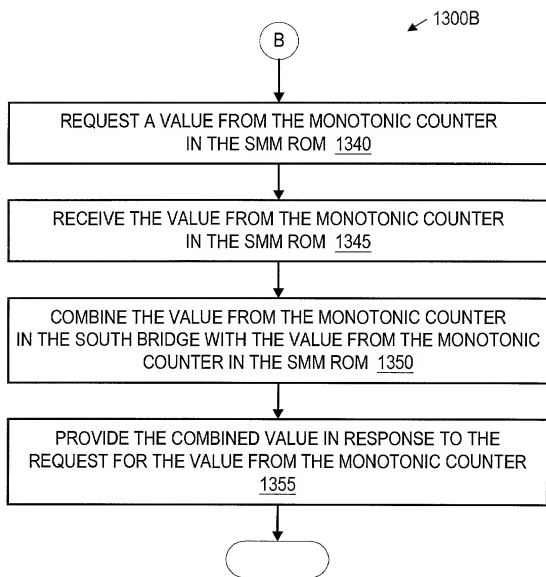 1300B
B
REQUEST A VALUE FROM THE MONOTONIC COUNTER
IN THE SMM ROM 1340
RECEIVE THE VALUE FROM THE MONOTONIC COUNTER
IN THE SMM ROM 1345
COMBINE THE VALUE FROM THE MONOTONIC COUNTER
IN THE SOUTH BRIDGE WITH THE VALUE FROM THE MONOTONIC
COUNTER IN THE SMM ROM 1350
PROVIDE THE COMBINED VALUE IN RESPONSE TO THE
REQUEST FOR THE VALUE FROM THE MONOTONIC COUNTER
1355